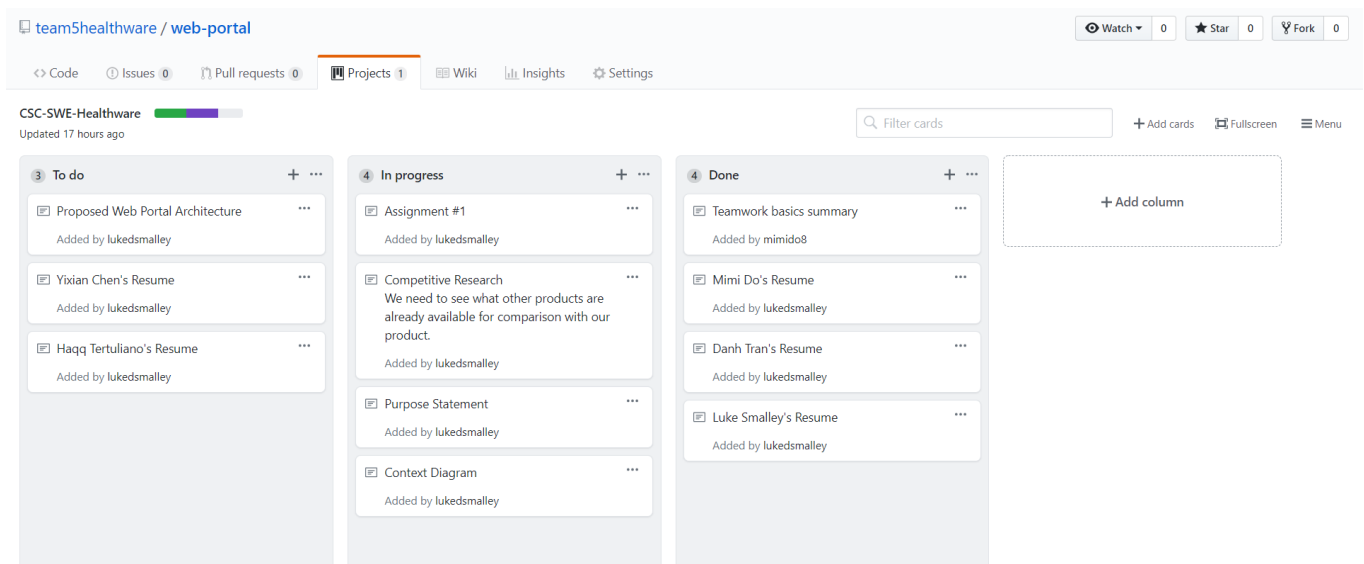 team5healthware / web-portal
Watch 0 Star 0 Fork 0
Code Issues 0 Pull requests 0 Projects 1 Wiki Insights Settings
CSC-SWE-Healthware
Updated 17 hours ago
Filter cards
Add cards Fullscreen Menu
3 To do
Proposed Web Portal Architecture
Added by lukedsmalley
Yixian Chen's Resume
Added by lukedsmalley
Haqq Tertuliano's Resume
Added by lukedsmalley
4 In progress
Assignment #1
Added by lukedsmalley
Competitive Research
We need to see what other products are
already available for comparison with our
product.
Added by lukedsmalley
Purpose Statement
Added by lukedsmalley
Context Diagram
Added by lukedsmalley
4 Done
Teamwork basics summary
Added by mimido8
Mimi Do's Resume
Added by lukedsmalley
Danh Tran's Resume
Added by lukedsmalley
Luke Smalley's Resume
Added by lukedsmalley
+ Add column